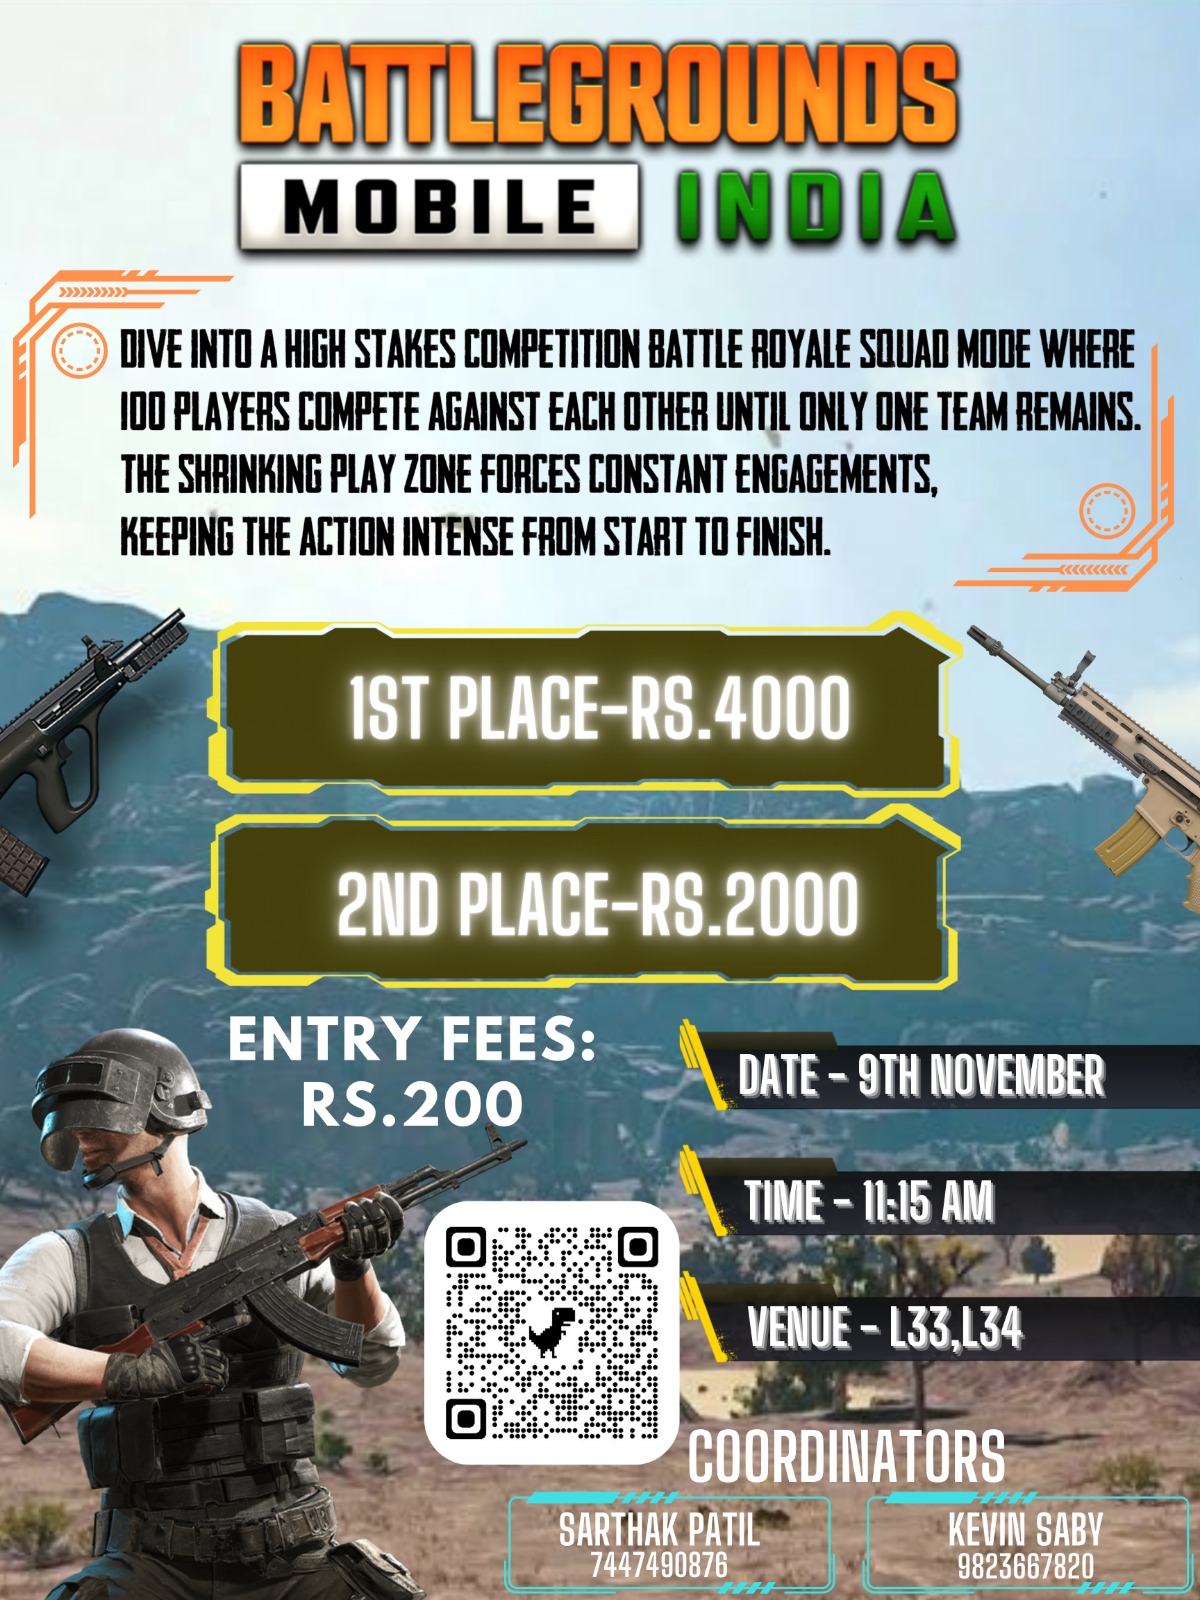 BATTLEGROUNDS
MOBILE INDIA
DIVE INTO A HIGH STAKES COMPETITION BATTLE ROYALE SQUAD MODE WHERE
100 PLAYERS COMPETE AGAINST EACH OTHER UNTIL ONLY ONE TEAM REMAINS.
THE SHRINKING PLAY ZONE FORCES CONSTANT ENGAGEMENTS,
KEEPING THE ACTION INTENSE FROM START TO FINISH.
1ST PLACE-RS.4000
2ND PLACE-RS.2000
ENTRY FEES:
RS.200
DATE - 9TH NOVEMBER
TIME - 11:15 AM
VENUE - L33,L34
COORDINATORS
SARTHAK PATIL
7447490876
KEVIN SABY
9823667820